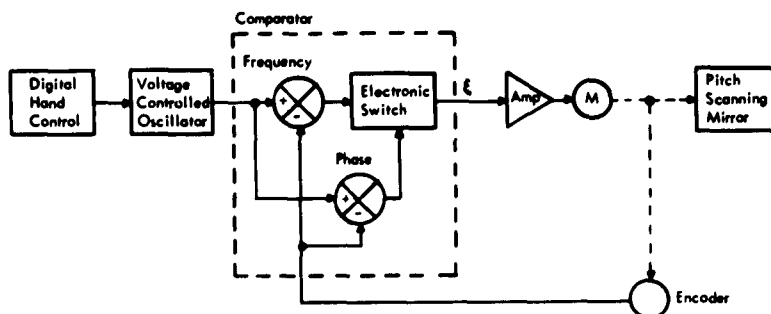 Comparator
Frequency
Digital
Hand
Control
Voltage
Controlled
Oscillator
+
-
Electronic
Switch
ξ
Amp
M
Pitch
Scanning
Mirror
Phase
+
-
Encoder